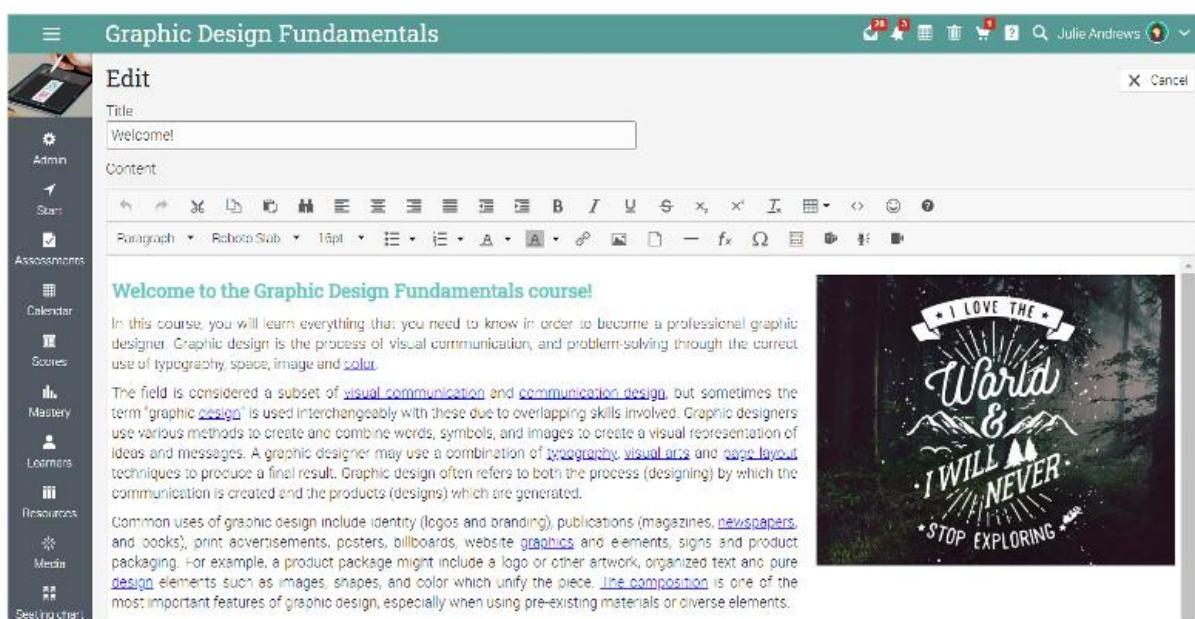 Graphic Design Fundamentals
28
3
1
Julie Andrews
Edit
Cancel
Title
Welcome!
Content
Admin
Start
Assessments
Calendar
Scores
Mastery
Learners
Resources
Media
Seating chart
Paragraph
Roboto Slab
16pt
Welcome to the Graphic Design Fundamentals course!
In this course, you will learn everything that you need to know in order to become a professional graphic
designer. Graphic design is the process of visual communication, and problem-solving through the correct
use of typography, space, image and color.
The field is considered a subset of visual communication and communication design, but sometimes the
term "graphic design" is used interchangeably with these due to overlapping skills involved. Graphic designers
use various methods to create and combine words, symbols, and images to create a visual representation of
ideas and messages. A graphic designer may use a combination of typography, visual arts and page layout
techniques to produce a final result. Graphic design often refers to both the process (designing) by which the
communication is created and the products (designs) which are generated.
Common uses of graphic design include identity (logos and branding), publications (magazines, newspapers,
and books), print advertisements, posters, billboards, website graphics and elements, signs and product
packaging. For example, a product package might include a logo or other artwork, organized text and pure
design elements such as images, shapes, and color which unify the piece. The composition is one of the
most important features of graphic design, especially when using pre-existing materials or diverse elements.
I LOVE THE
World
&
I WILL
NEVER
STOP EXPLORING